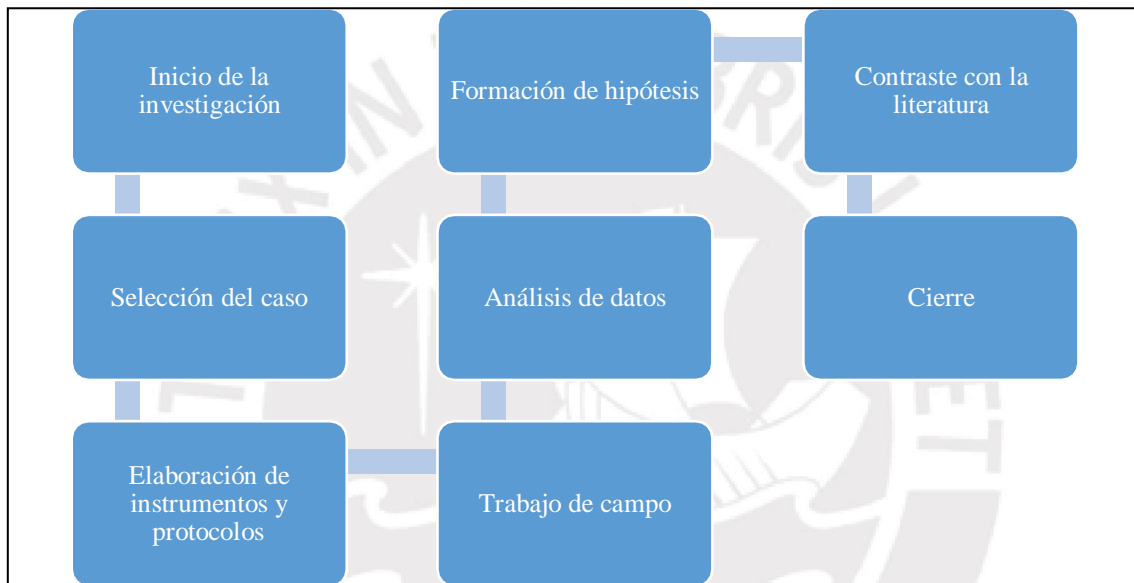 Inicio de la
investigación
Selección del caso
Elaboración de
instrumentos y
protocolos
Trabajo de campo
Análisis de datos
Formación de hipótesis
Contraste con la
literatura
Cierre